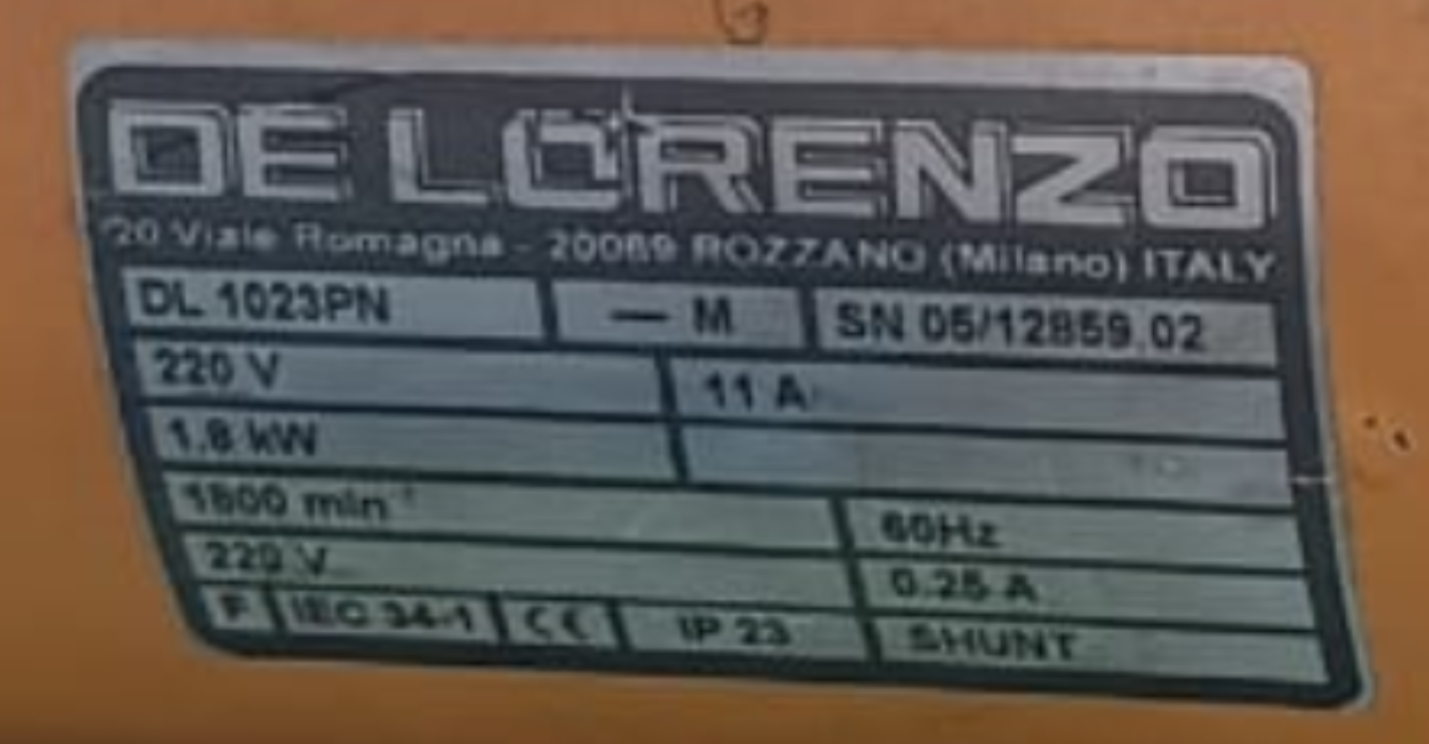 DE LORENZO
20 Viale Romagna - 20089 ROZZANO (Milano) ITALY
DL 1023PN — M SN 05/12859.02
220 V 11 A
1.8 kW
1800 min⁻¹ 60Hz
220 V 0.25 A
F IEC 34-1 CE IP 23 SHUNT